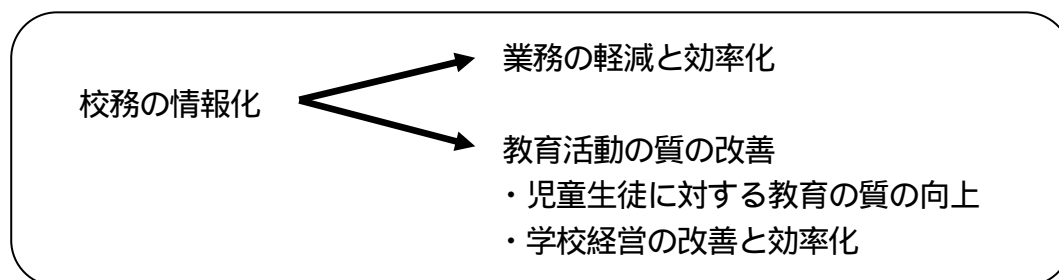 業務の軽減と効率化
校務の情報化
教育活動の質の改善
・児童生徒に対する教育の質の向上
・学校経営の改善と効率化